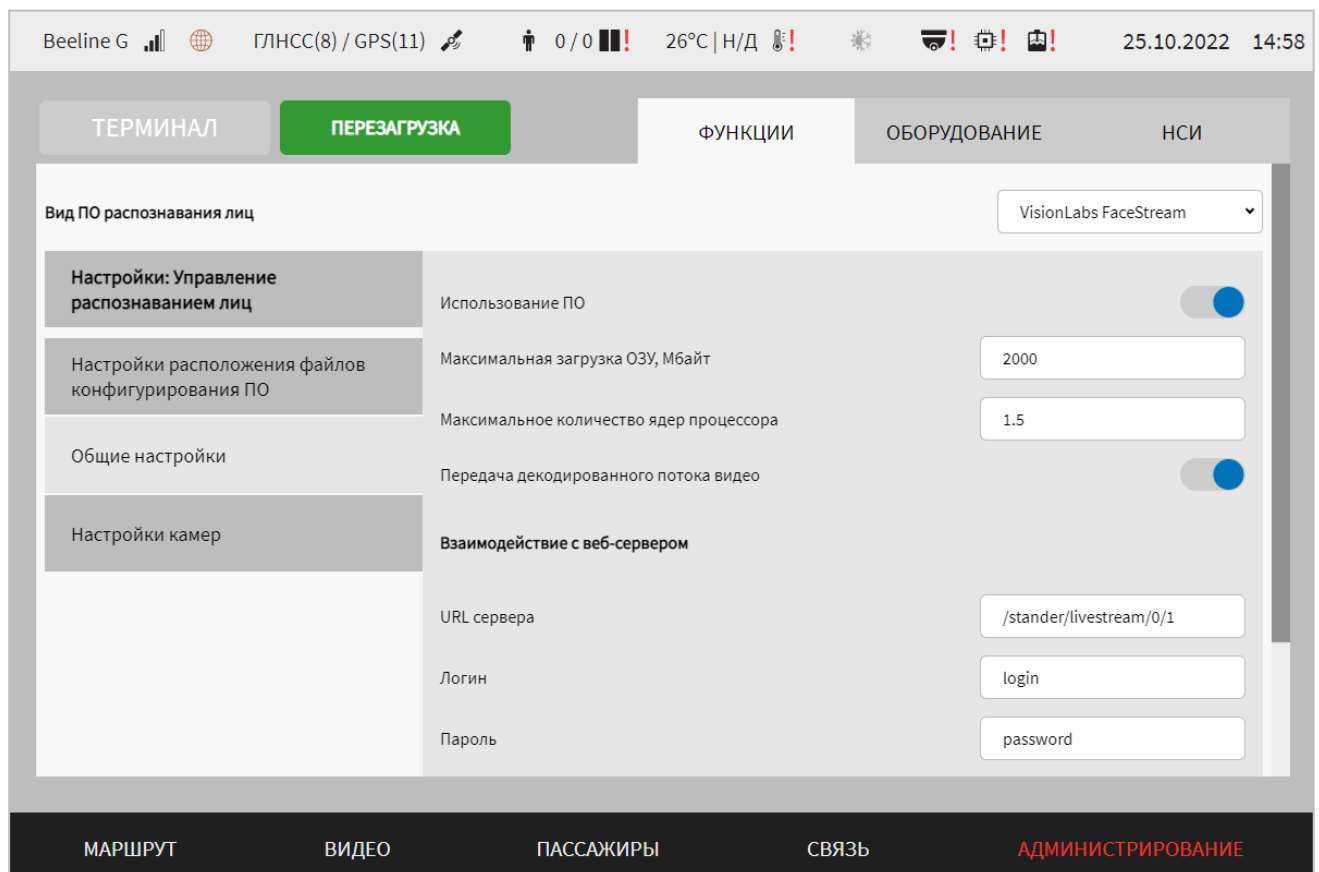 Beeline G ГЛНСС(8) / GPS(11) 0 / 0 ! 26°C | Н/Д ! ! ! ! 25.10.2022 14:58
ТЕРМИНАЛ ПЕРЕЗАГРУЗКА ФУНКЦИИ ОБОРУДОВАНИЕ НСИ
Вид ПО распознавания лиц VisionLabs FaceStream
Настройки: Управление
распознаванием лиц
Использование ПО
Настройки расположения файлов
конфигурирования ПО
Максимальная загрузка ОЗУ, Мбайт 2000
Максимальное количество ядер процессора 1.5
Общие настройки
Передача декодированного потока видео
Настройки камер
Взаимодействие с веб-сервером
URL сервера /stander/livestream/0/1
Логин login
Пароль password
МАРШРУТ ВИДЕО ПАССАЖИРЫ СВЯЗЬ АДМИНИСТРИРОВАНИЕ